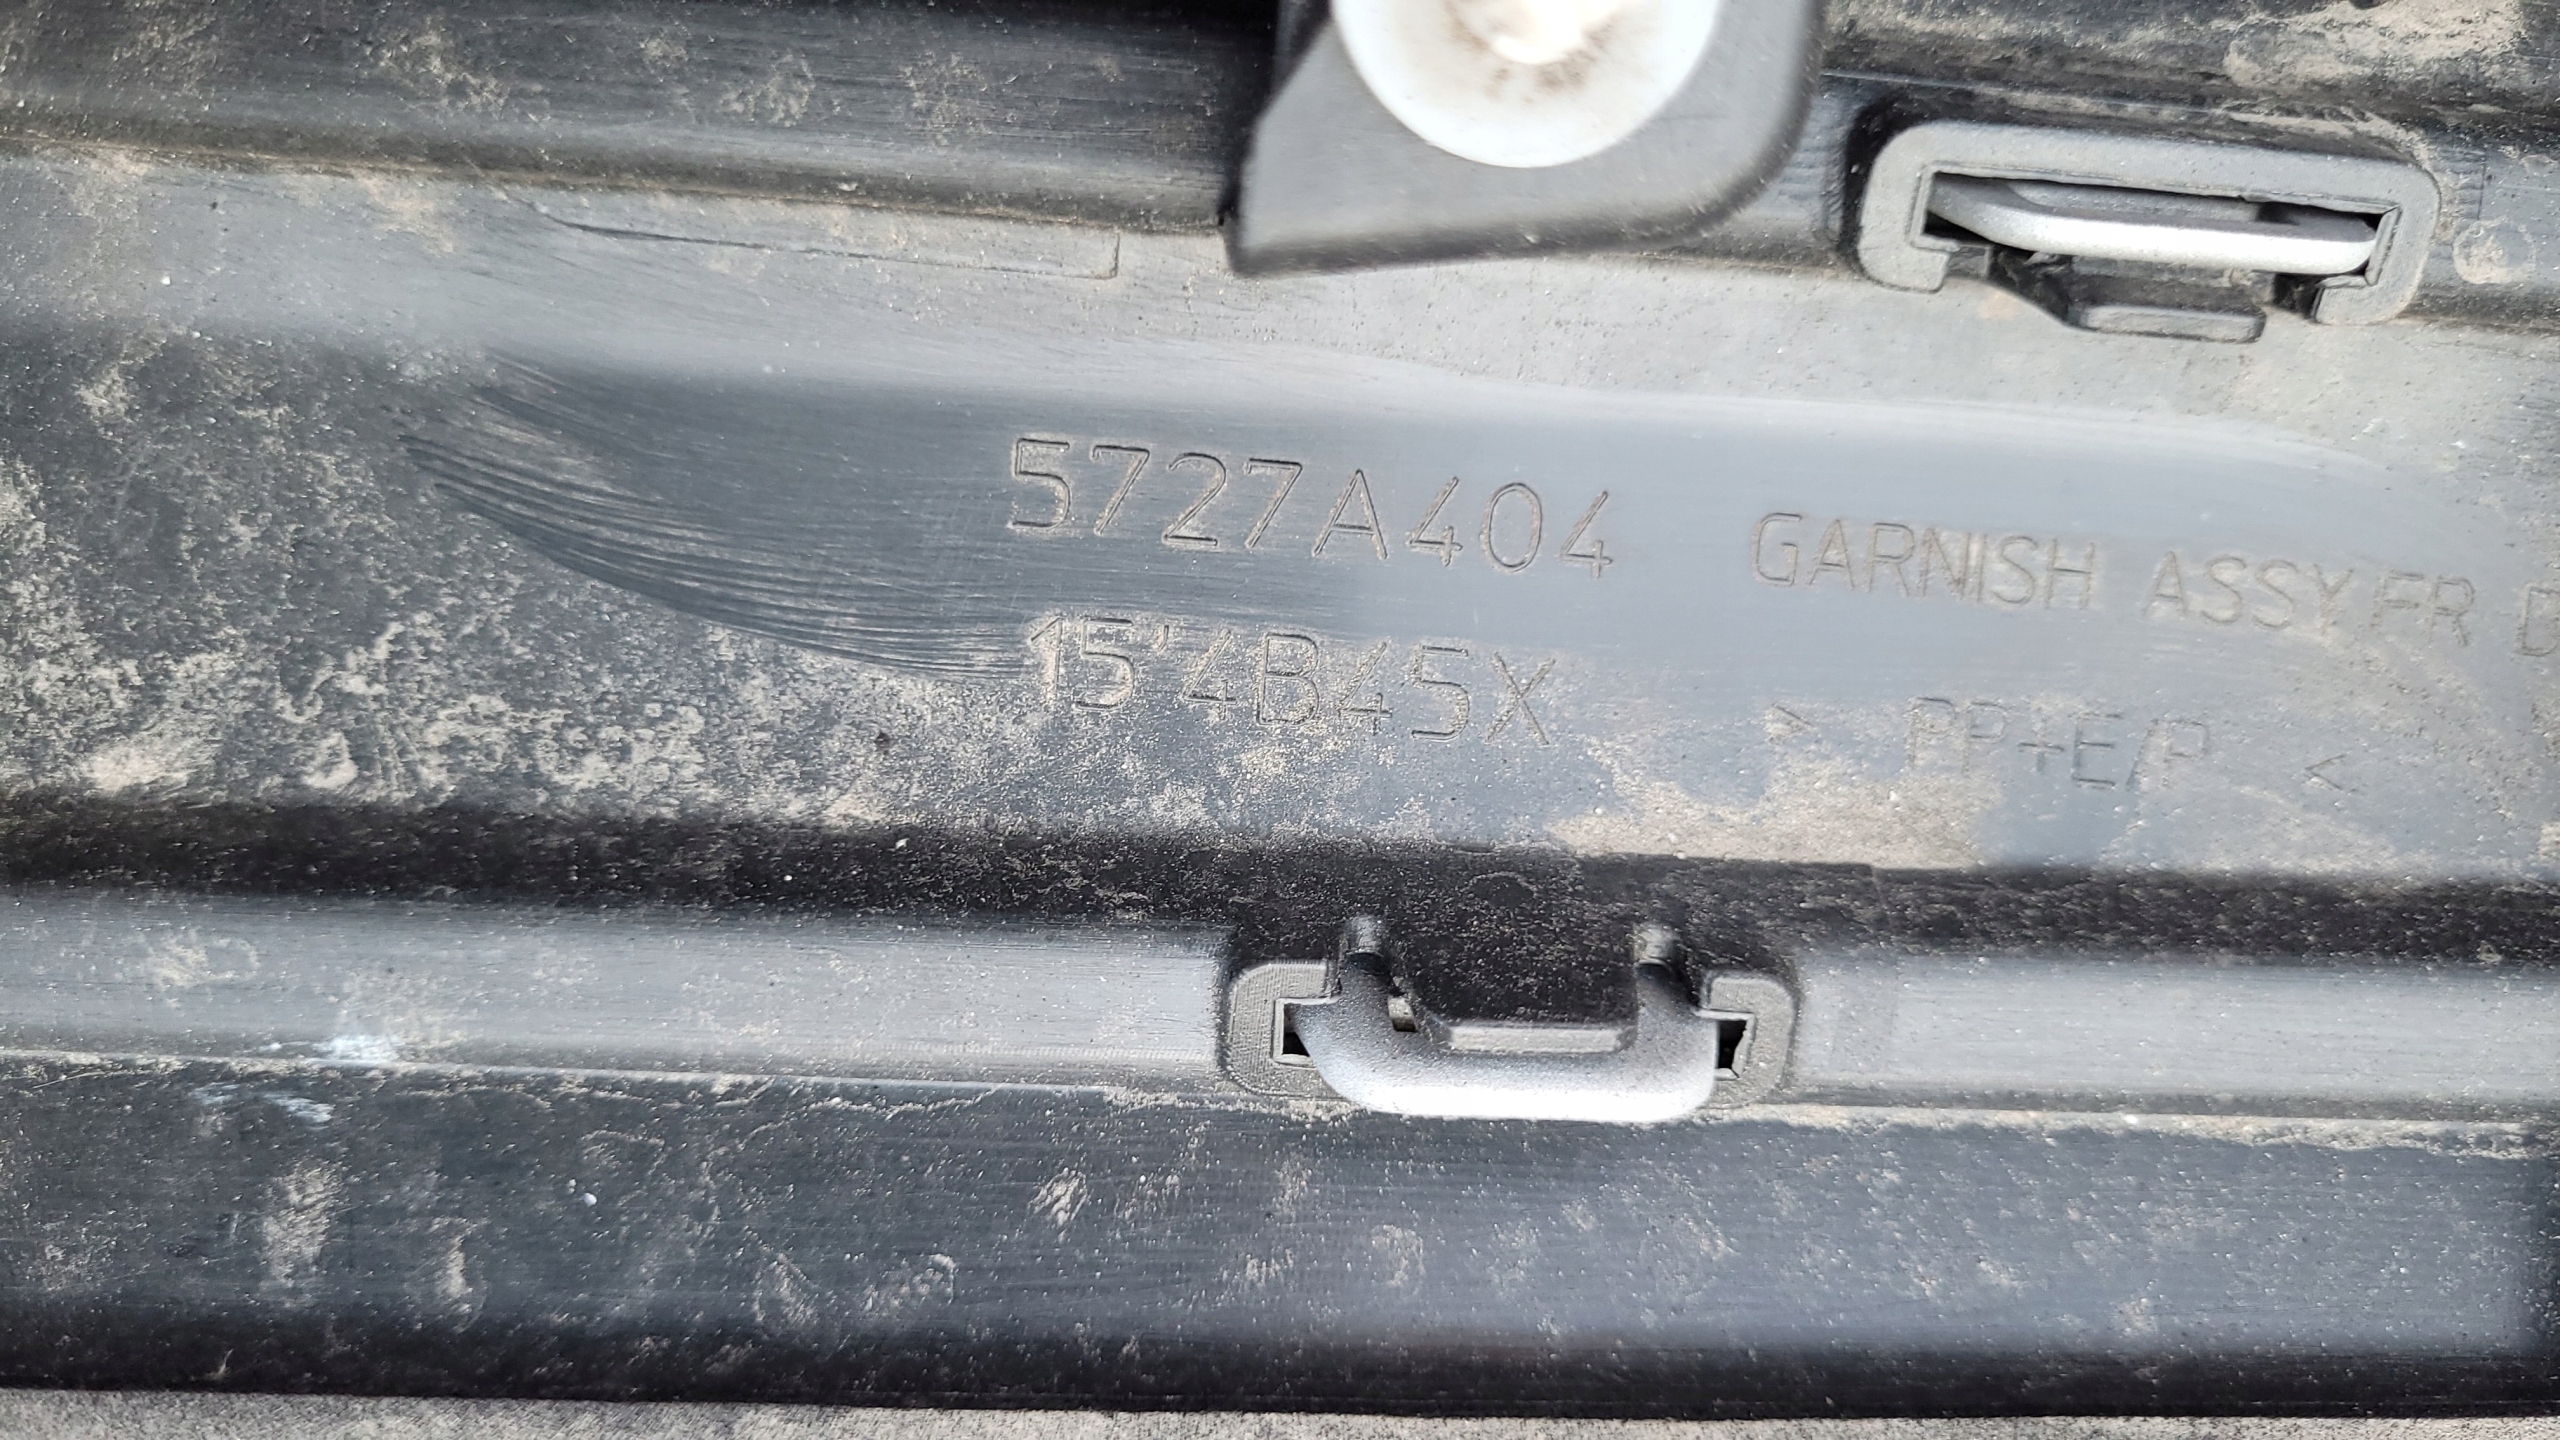 5727A404 GARNISH ASSY,FR
15'4B45X > PP+E/P <